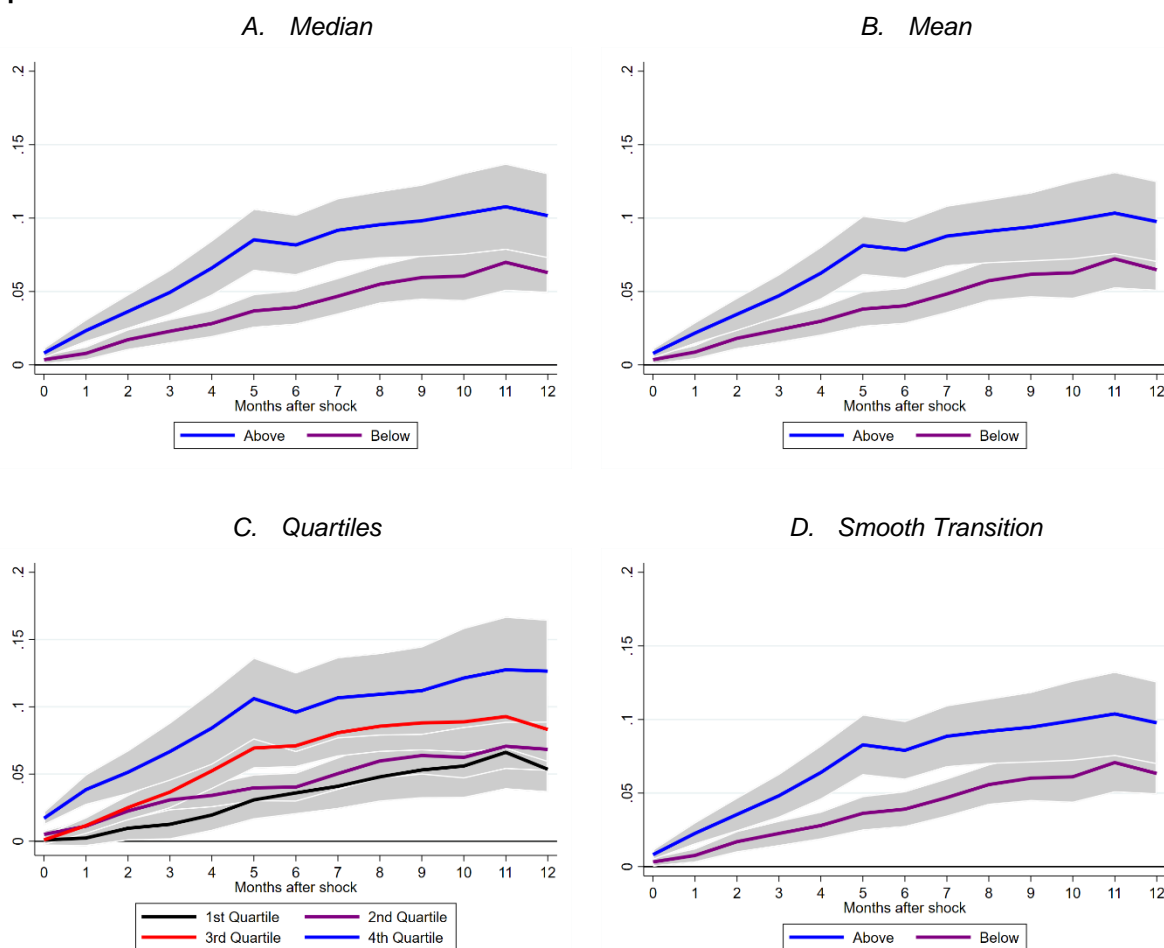 A. Median
B. Mean
.2
.15
.1
.05
0
0 1 2 3 4 5 6 7 8 9 10 11 12
Months after shock
Above Below
.2
.15
.1
.05
0
0 1 2 3 4 5 6 7 8 9 10 11 12
Months after shock
Above Below
C. Quartiles
D. Smooth Transition
.2
.15
.1
.05
0
0 1 2 3 4 5 6 7 8 9 10 11 12
Months after shock
1st Quartile 2nd Quartile
3rd Quartile 4th Quartile
.2
.15
.1
.05
0
0 1 2 3 4 5 6 7 8 9 10 11 12
Months after shock
Above Below